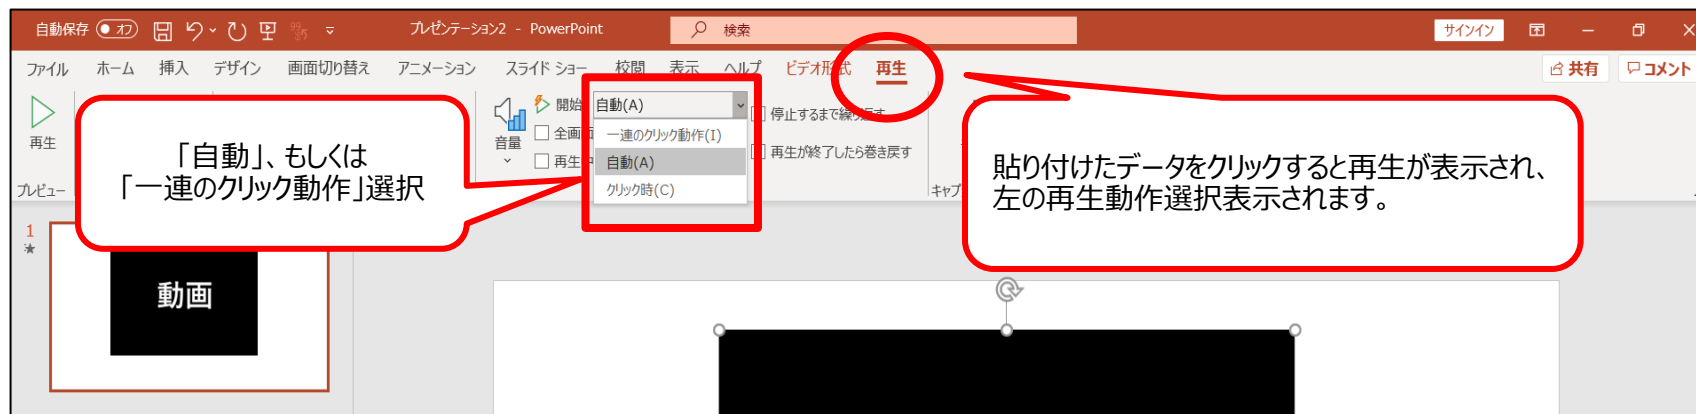 自動保存 オフ プレゼンテーション2 - PowerPoint 検索 サインイン
ファイル ホーム 挿入 デザイン 画面切り替え アニメーション スライド ショー 校閲 表示 ヘルプ ビデオ形式 再生 共有 コメント
再生
プレビュー
「自動」、もしくは
「一連のクリック動作」選択
音量
開始 自動(A)
全画面
再生中
一連のクリック動作(I)
自動(A)
クリック時(C)
停止するまで繰り返す
再生が終了したら巻き戻す
キャプ
貼り付けたデータをクリックすると再生が表示され、
左の再生動作選択表示されます。
1
動画